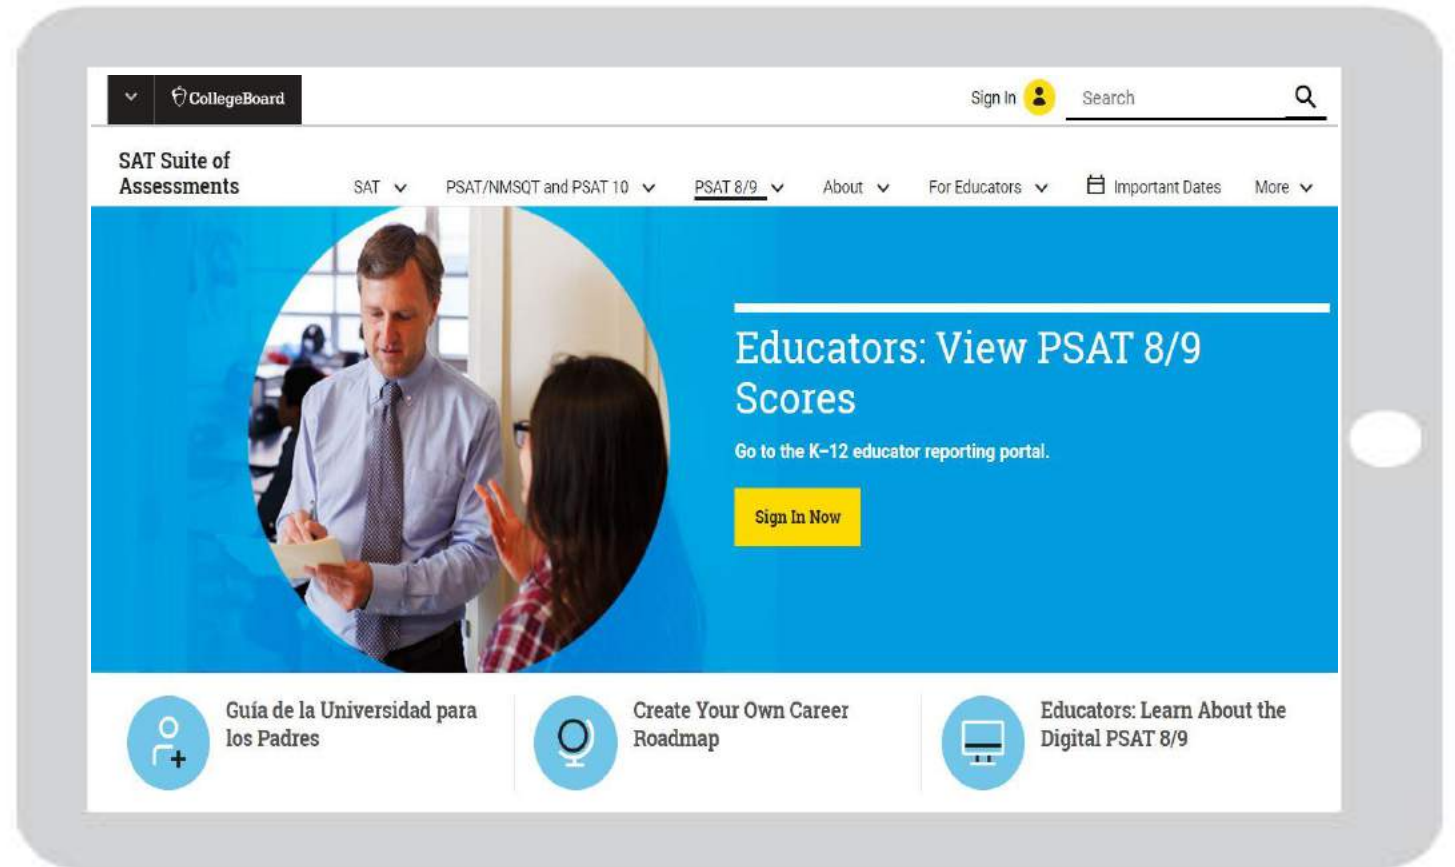 CollegeBoard
Sign In
Search
SAT Suite of
Assessments
SAT
PSAT/NMSQT and PSAT 10
PSAT 8/9
About
For Educators
Important Dates
More
Educators: View PSAT 8/9
Scores
Go to the K–12 educator reporting portal.
Sign In Now
Guía de la Universidad para
los Padres
Create Your Own Career
Roadmap
Educators: Learn About the
Digital PSAT 8/9